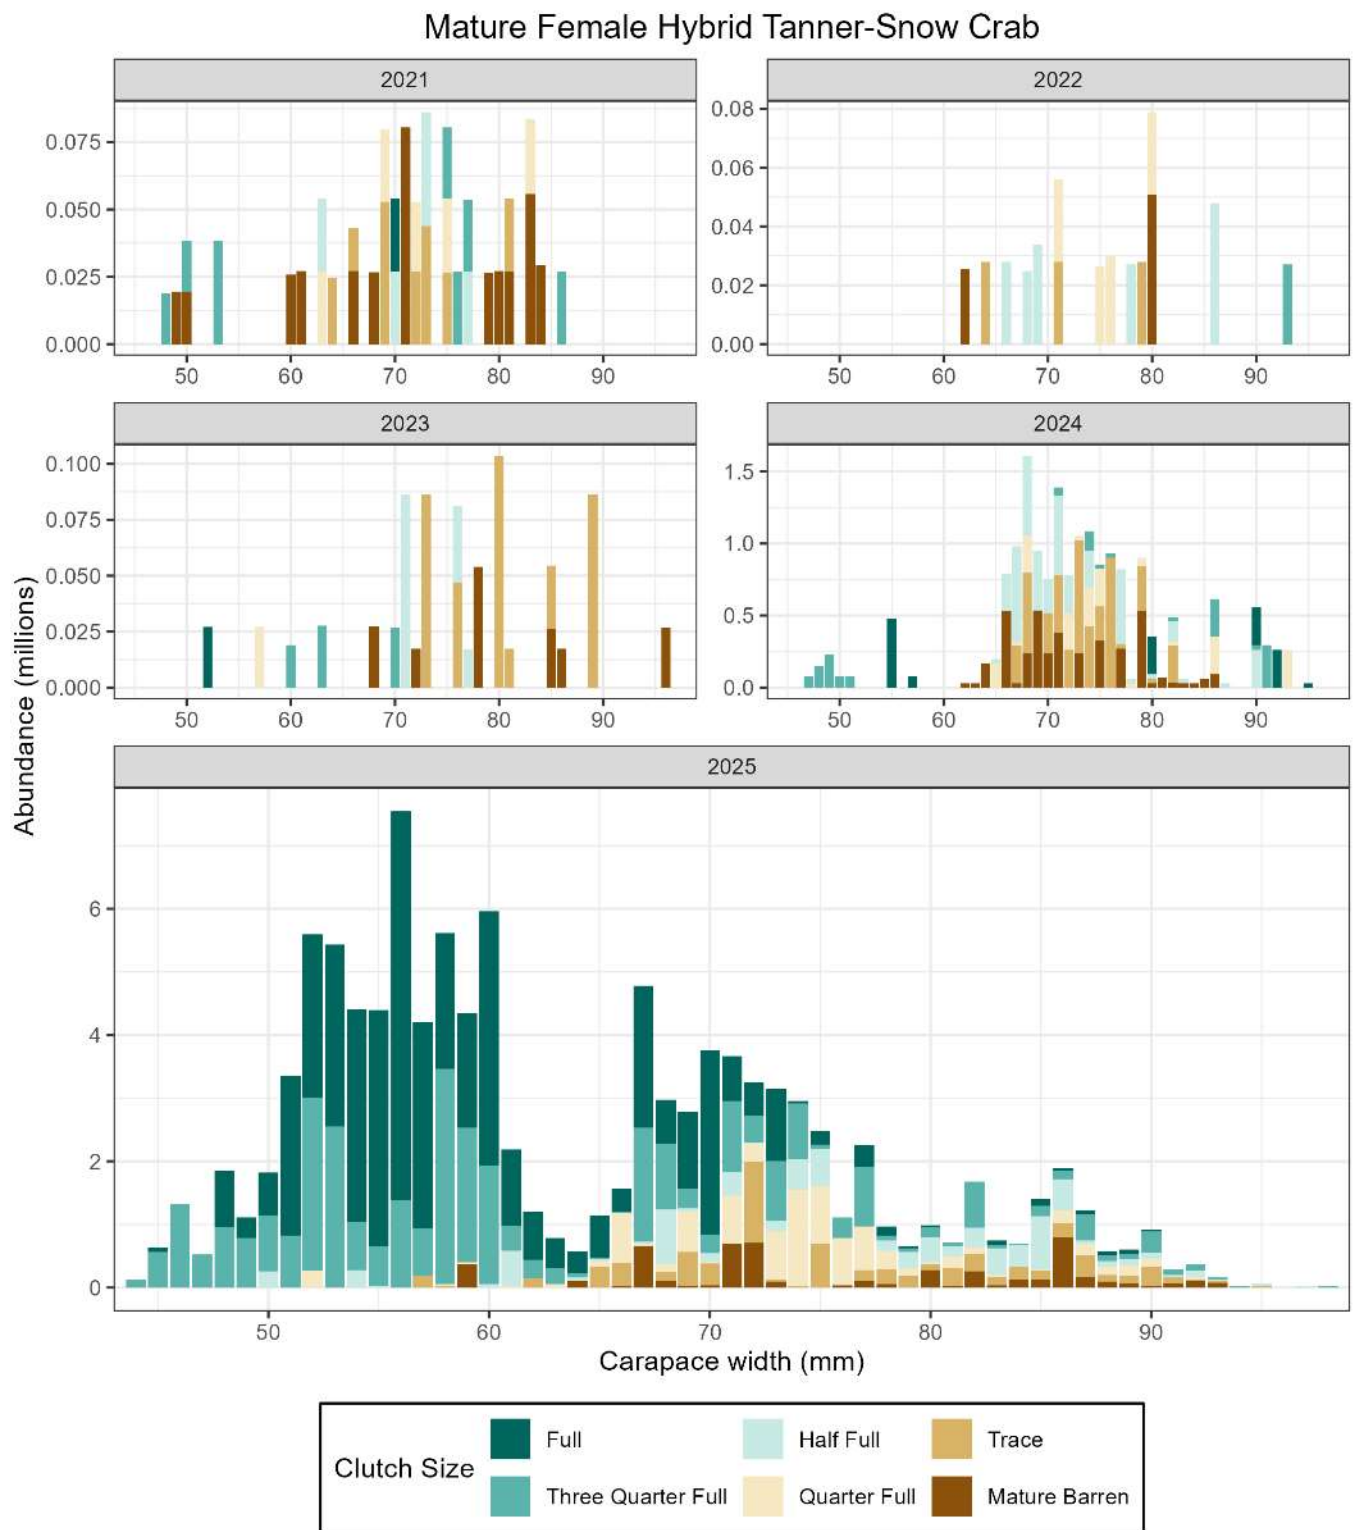 Mature Female Hybrid Tanner-Snow Crab
2021
2022
0.075
0.050
0.025
0.000
50 60 70 80 90
0.08
0.06
0.04
0.02
0.00
50 60 70 80 90
2023
2024
0.100
0.075
0.050
0.025
0.000
50 60 70 80 90
1.5
1.0
0.5
0.0
50 60 70 80 90
Abundance (millions)
2025
6
4
2
0
50 60 70 80 90
Carapace width (mm)
Clutch Size
Full
Half Full
Trace
Three Quarter Full
Quarter Full
Mature Barren